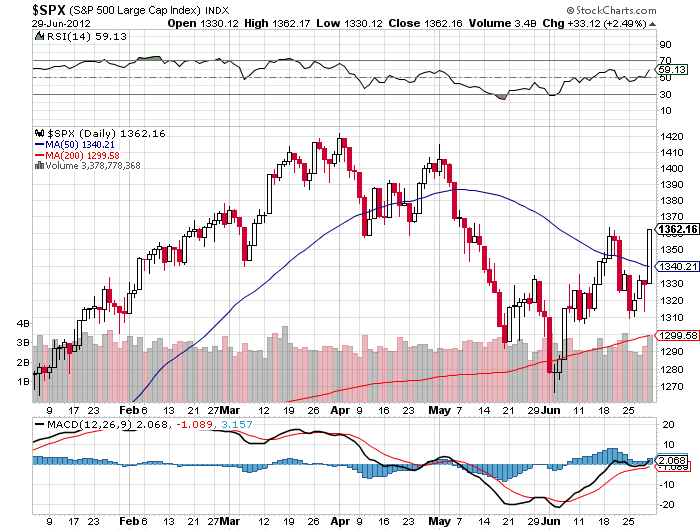 $SPX (S&P 500 Large Cap Index) INDX © StockCharts.com
29-Jun-2012 Open 1330.12 High 1362.17 Low 1330.12 Close 1362.16 Volume 3.4B Chg +33.12 (+2.49%)
RSI(14) 59.13
90
70
59.13
50
30
10
$SPX (Daily) 1362.16
MA(50) 1340.21
MA(200) 1299.58
Volume 3,378,778,368
1420
1410
1400
1390
1380
1370
1362.16
1350
1340.21
1330
1320
1310
1299.58
1290
1280
1270
4B
3B
2B
1B
9 17 23 Feb 6 13 21 27 Mar 12 19 26 Apr 9 16 23 May 7 14 21 29 Jun 11 18 25
MACD(12,26,9) 2.068, -1.089, 3.157
20
10
2.068
-1.089
-10
-20
9 17 23 Feb 6 13 21 27 Mar 12 19 26 Apr 9 16 23 May 7 14 21 29 Jun 11 18 25